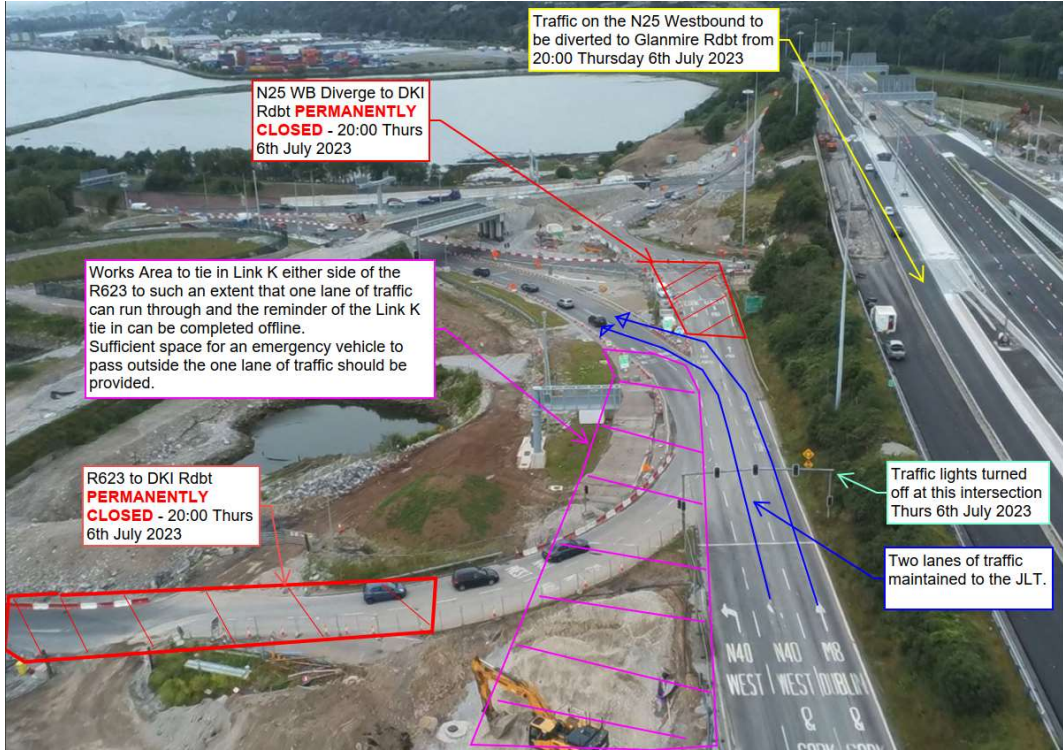 Traffic on the N25 Westbound to
be diverted to Glanmire Rdbt from
20:00 Thursday 6th July 2023
N25 WB Diverge to DKI
Rdbt PERMANENTLY
CLOSED - 20:00 Thurs
6th July 2023
Works Area to tie in Link K either side of the
R623 to such an extent that one lane of traffic
can run through and the reminder of the Link K
tie in can be completed offline.
Sufficient space for an emergency vehicle to
pass outside the one lane of traffic should be
provided.
R623 to DKI Rdbt
PERMANENTLY
CLOSED - 20:00 Thurs
6th July 2023
Traffic lights turned
off at this intersection
Thurs 6th July 2023
Two lanes of traffic
maintained to the JLT.
N40 N40 M8
WEST WEST DUBLIN
& &